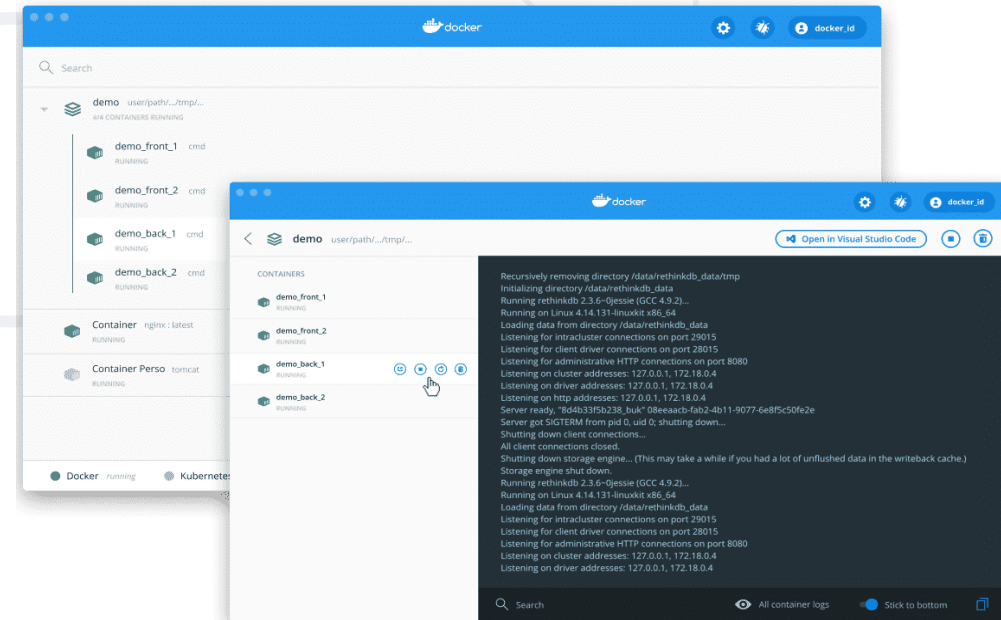 docker
docker_id
Search
demo user/path/.../tmp/...
4/4 CONTAINERS RUNNING
demo_front_1 cmd
RUNNING
demo_front_2 cmd
RUNNING
demo_back_1 cmd
RUNNING
demo_back_2 cmd
RUNNING
Container nginx : latest
RUNNING
Container Perso tomcat
RUNNING
Docker running Kubernetes
docker
docker_id
demo user/path/.../tmp/...
Open in Visual Studio Code
CONTAINERS
demo_front_1
RUNNING
demo_front_2
RUNNING
demo_back_1
RUNNING
demo_back_2
RUNNING
Recursively removing directory /data/rethinkdb_data/tmp
Initializing directory /data/rethinkdb_data
Running rethinkdb 2.3.6~0jessie (GCC 4.9.2)...
Running on Linux 4.14.131-linuxkit x86_64
Loading data from directory /data/rethinkdb_data
Listening for intracluster connections on port 29015
Listening for client driver connections on port 28015
Listening for administrative HTTP connections on port 8080
Listening on cluster addresses: 127.0.0.1, 172.18.0.4
Listening on driver addresses: 127.0.0.1, 172.18.0.4
Listening on http addresses: 127.0.0.1, 172.18.0.4
Server ready, "8d4b33f5b238_buk" 08eeaacb-fab2-4b11-9077-6e8f5c50fe2e
Server got SIGTERM from pid 0, uid 0; shutting down...
Shutting down client connections...
All client connections closed.
Shutting down storage engine... (This may take a while if you had a lot of unflushed data in the writeback cache.)
Storage engine shut down.
Running rethinkdb 2.3.6~0jessie (GCC 4.9.2)...
Running on Linux 4.14.131-linuxkit x86_64
Loading data from directory /data/rethinkdb_data
Listening for intracluster connections on port 29015
Listening for client driver connections on port 28015
Listening for administrative HTTP connections on port 8080
Listening on cluster addresses: 127.0.0.1, 172.18.0.4
Listening on driver addresses: 127.0.0.1, 172.18.0.4
Search
All container logs
Stick to bottom